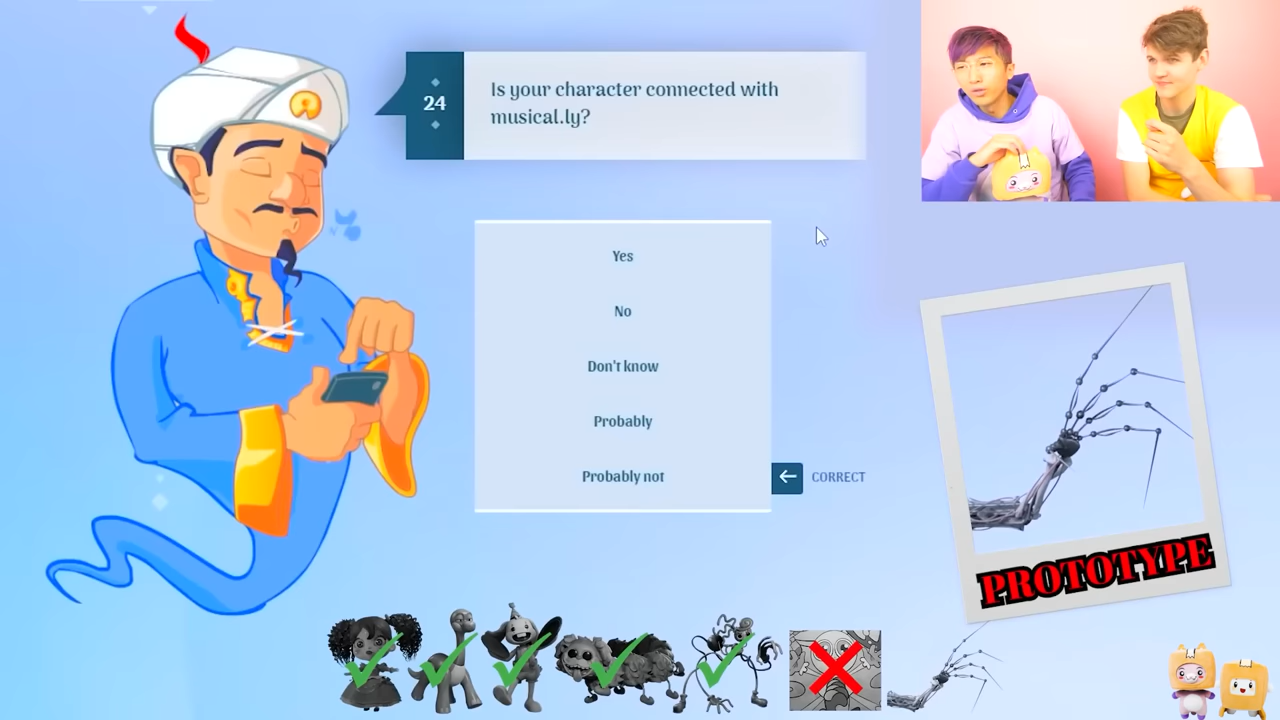 24
Is your character connected with
musical.ly?
Yes
No
Don't know
Probably
Probably not
CORRECT
PROTOTYPE